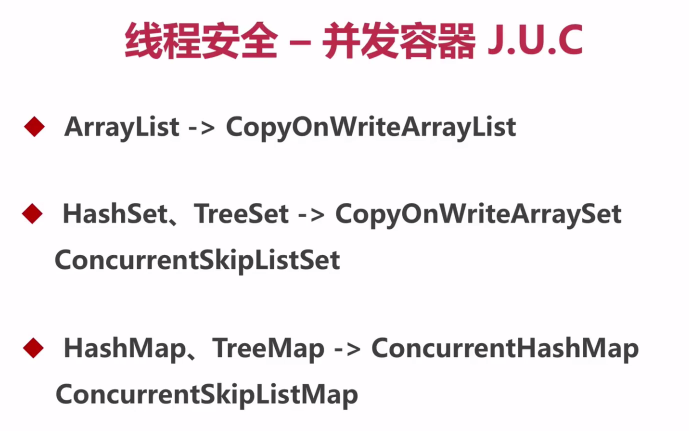 线程安全 – 并发容器 J.U.C
◆ ArrayList -> CopyOnWriteArrayList
◆ HashSet、TreeSet -> CopyOnWriteArraySet
ConcurrentSkipListSet
◆ HashMap、TreeMap -> ConcurrentHashMap
ConcurrentSkipListMap